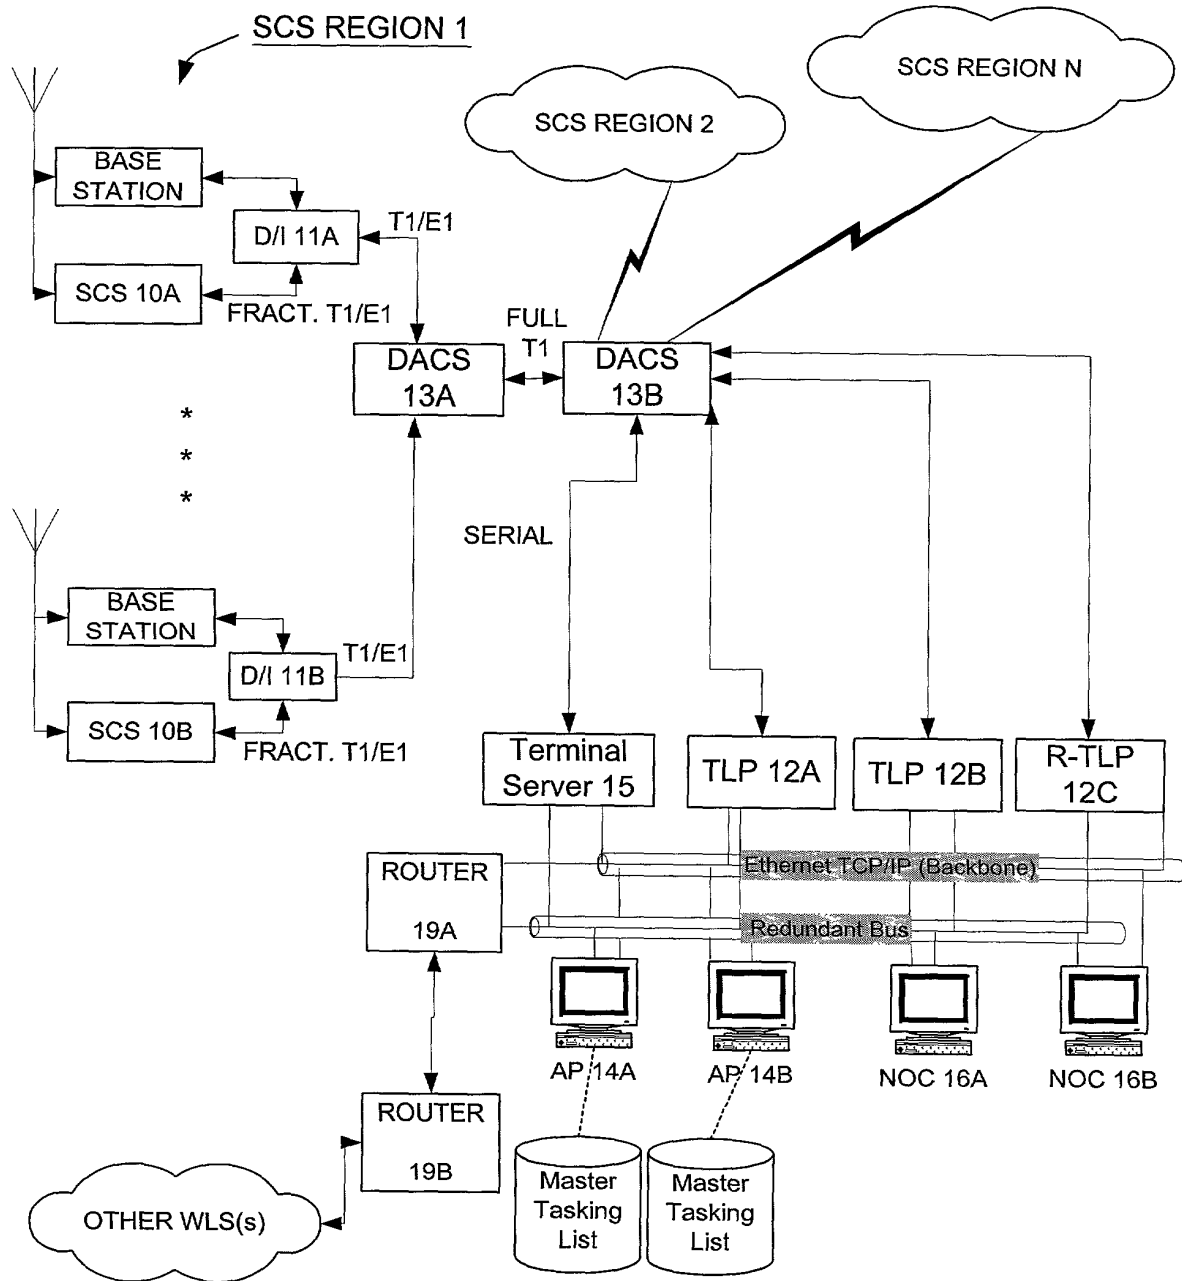 SCS REGION 1
SCS REGION 2
SCS REGION N
BASE
STATION
D/I 11A
T1/E1
SCS 10A
FRACT. T1/E1
FULL
T1
DACS
13A
DACS
13B
*
*
*
SERIAL
BASE
STATION
D/I 11B
T1/E1
SCS 10B
FRACT. T1/E1
Terminal
Server 15
TLP 12A
TLP 12B
R-TLP
12C
ROUTER
19A
Ethernet TCP/IP (Backbone)
Redundant Bus
AP 14A
AP 14B
NOC 16A
NOC 16B
ROUTER
19B
Master
Tasking
List
Master
Tasking
List
OTHER WLS(s)